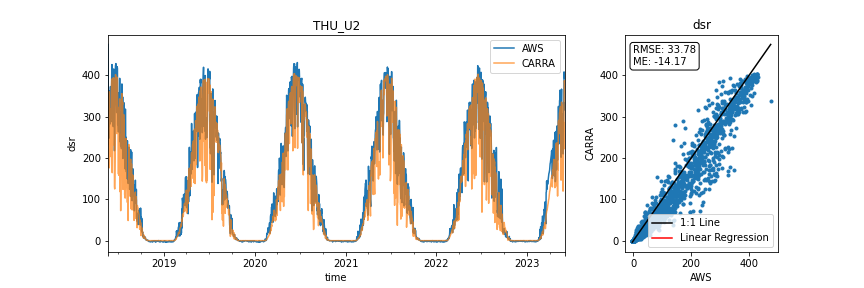 THU_U2
AWS
CARRA
dsr
400
300
200
100
0
2019
2020
2021
2022
2023
time
dsr
RMSE: 33.78
ME: -14.17
CARRA
400
300
200
100
0
1:1 Line
Linear Regression
0
200
400
AWS